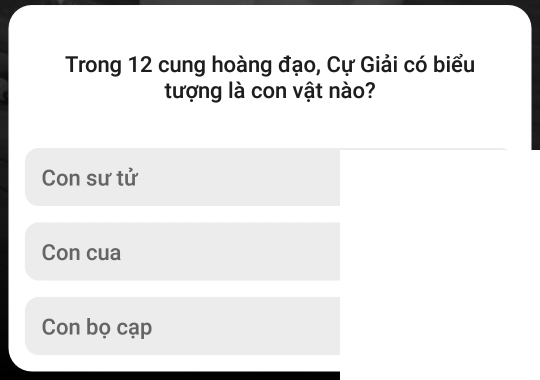 Trong 12 cung hoàng đạo, Cự Giải có biểu
tượng là con vật nào?
Con sư tử
Con cua
Con bọ cạp